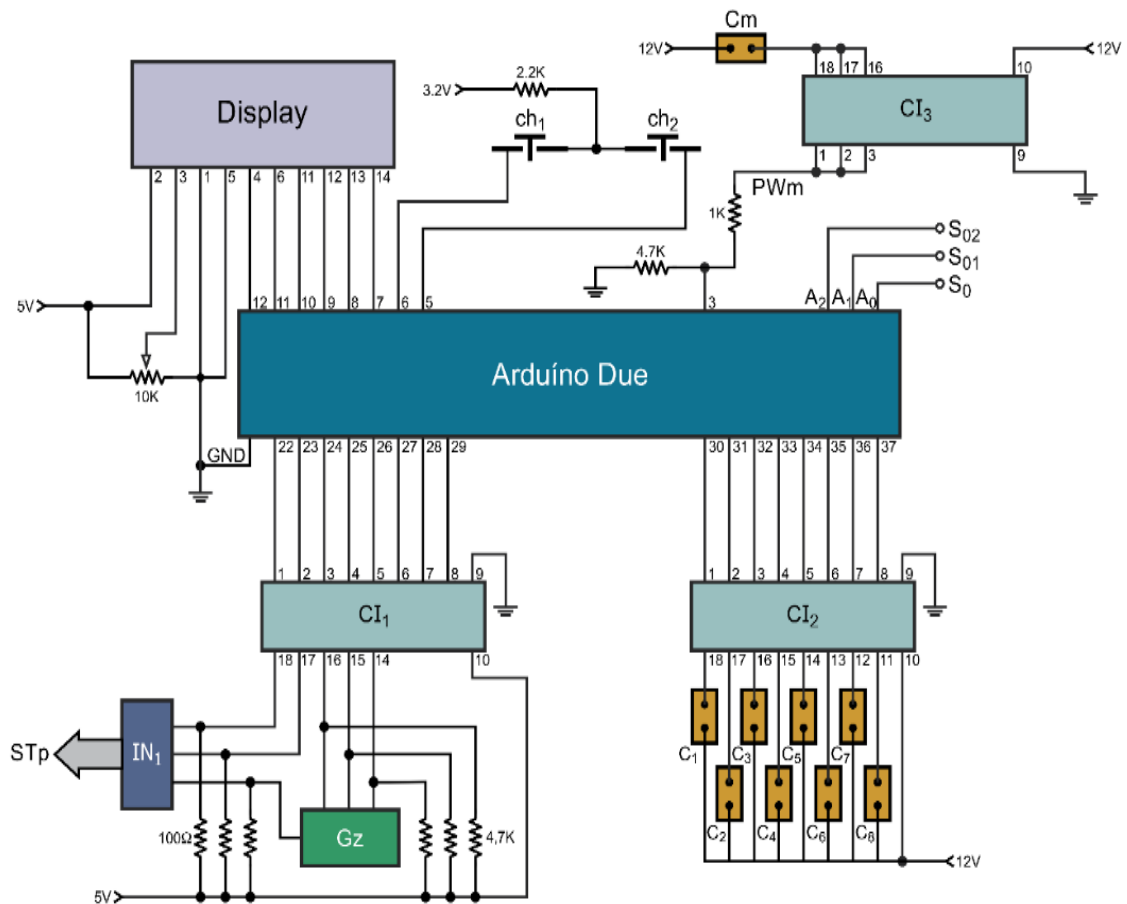 Cm
12V
12V
18 17 16 10
CI3
1 2 3 9
PWm
1K
2.2K
3.2V
ch1 ch2
Display
2 3 1 5 4 6 11 12 13 14
4.7K
S02
S01
S0
5V
12 11 10 9 8 7 6 5 3 A2 A1 A0
Arduíno Due
10K
GND
22 23 24 25 26 27 28 29
30 31 32 33 34 35 36 37
1 2 3 4 5 6 7 8 9
CI1
18 17 16 15 14 10
1 2 3 4 5 6 7 8 9
CI2
18 17 16 15 14 13 12 11 10
STp
IN1
C1 C3 C5 C7
C2 C4 C6 C8
100Ω
Gz
4,7K
12V
5V